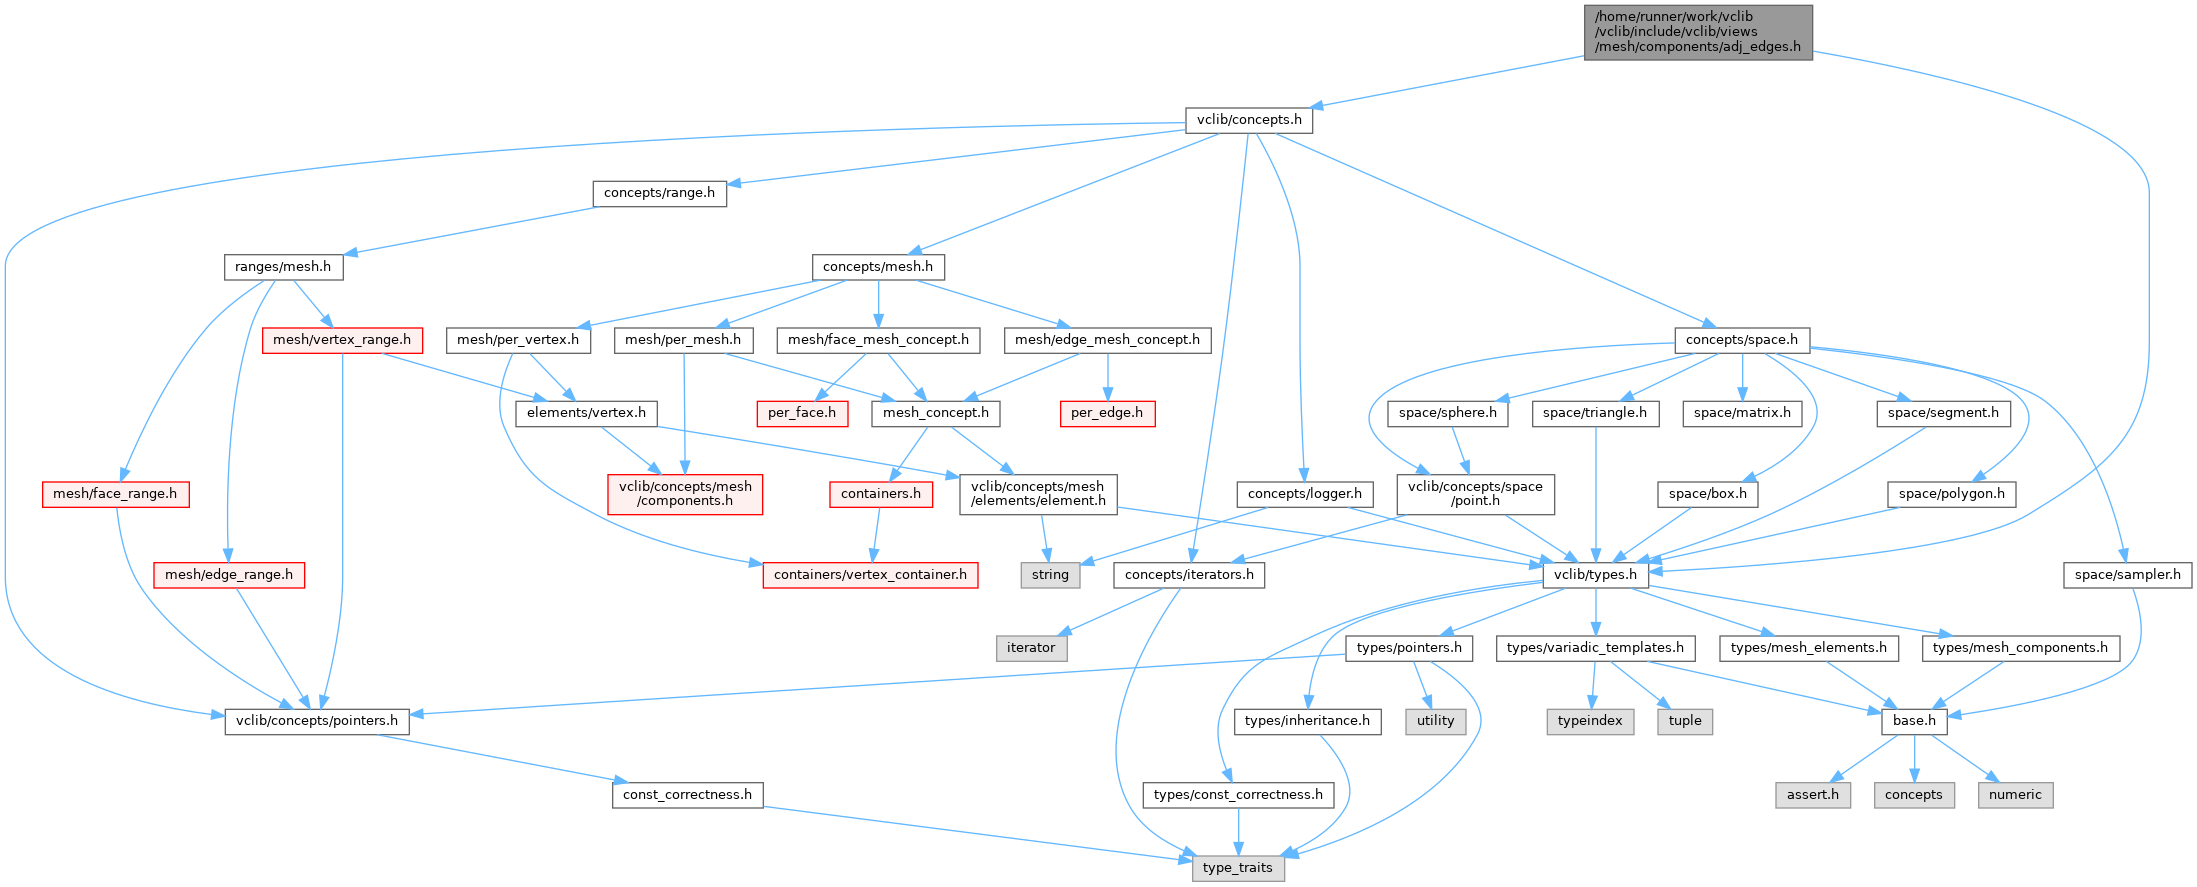 /home/runner/work/vclib
/vclib/include/vclib/views
/mesh/components/adj_edges.h
vclib/concepts.h
concepts/range.h
ranges/mesh.h
concepts/mesh.h
mesh/vertex_range.h
mesh/per_vertex.h
mesh/per_mesh.h
mesh/face_mesh_concept.h
mesh/edge_mesh_concept.h
concepts/space.h
elements/vertex.h
per_face.h
mesh_concept.h
per_edge.h
space/sphere.h
space/triangle.h
space/matrix.h
space/segment.h
mesh/face_range.h
vclib/concepts/mesh
/components.h
containers.h
vclib/concepts/mesh
/elements/element.h
concepts/logger.h
vclib/concepts/space
/point.h
space/box.h
space/polygon.h
mesh/edge_range.h
containers/vertex_container.h
string
concepts/iterators.h
vclib/types.h
space/sampler.h
iterator
types/pointers.h
types/variadic_templates.h
types/mesh_elements.h
types/mesh_components.h
vclib/concepts/pointers.h
types/inheritance.h
utility
typeindex
tuple
base.h
const_correctness.h
types/const_correctness.h
assert.h
concepts
numeric
type_traits